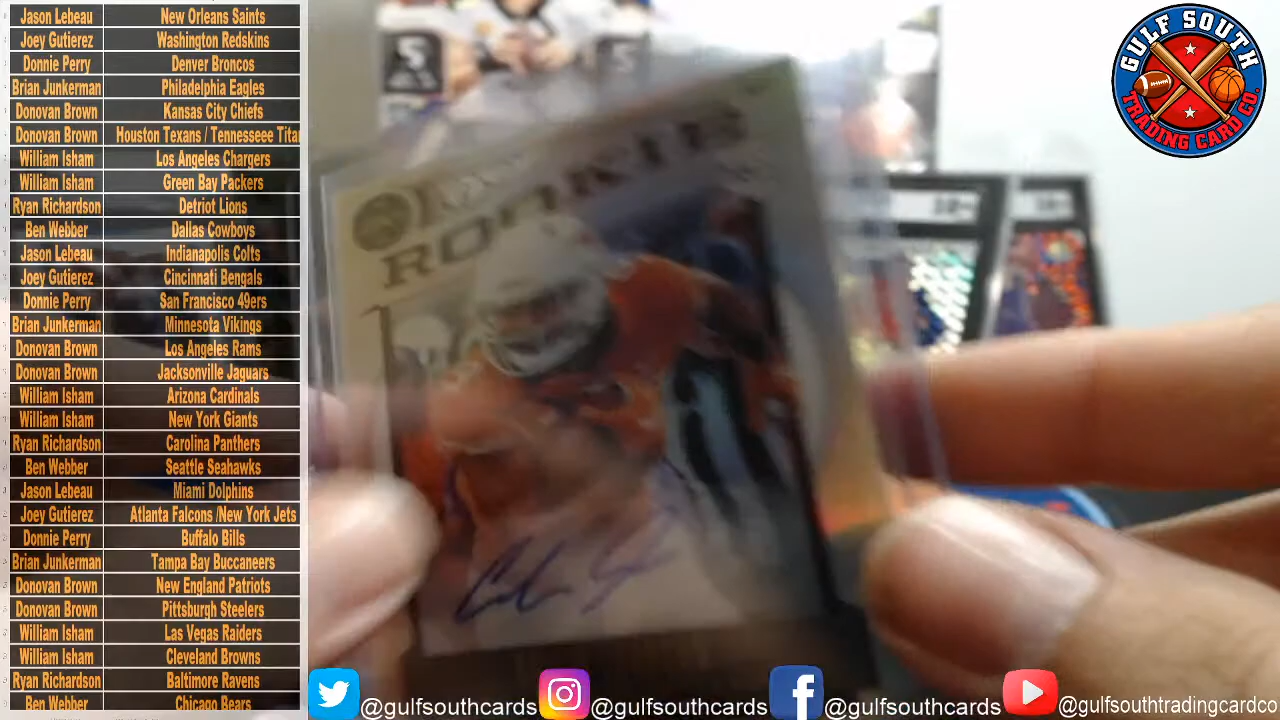 Jason Lebeau New Orleans Saints
Joey Gutierez Washington Redskins
Donnie Perry Denver Broncos
Brian Junkerman Philadelphia Eagles
Donovan Brown Kansas City Chiefs
Donovan Brown Houston Texans / Tennesseee Tita
William Isham Los Angeles Chargers
William Isham Green Bay Packers
Ryan Richardson Detriot Lions
Ben Webber Dallas Cowboys
Jason Lebeau Indianapolis Colts
Joey Gutierez Cincinnati Bengals
Donnie Perry San Francisco 49ers
Brian Junkerman Minnesota Vikings
Donovan Brown Los Angeles Rams
Donovan Brown Jacksonville Jaguars
William Isham Arizona Cardinals
William Isham New York Giants
Ryan Richardson Carolina Panthers
Ben Webber Seattle Seahawks
Jason Lebeau Miami Dolphins
Joey Gutierez Atlanta Falcons /New York Jets
Donnie Perry Buffalo Bills
Brian Junkerman Tampa Bay Buccaneers
Donovan Brown New England Patriots
Donovan Brown Pittsburgh Steelers
William Isham Las Vegas Raiders
William Isham Cleveland Browns
Ryan Richardson Baltimore Ravens
Ben Webber Chicago Bears
GULF SOUTH
TRADING CARD CO.
ROOKIE
@gulfsouthcards @gulfsouthcards @gulfsouthcards @gulfsouthtradingcardco